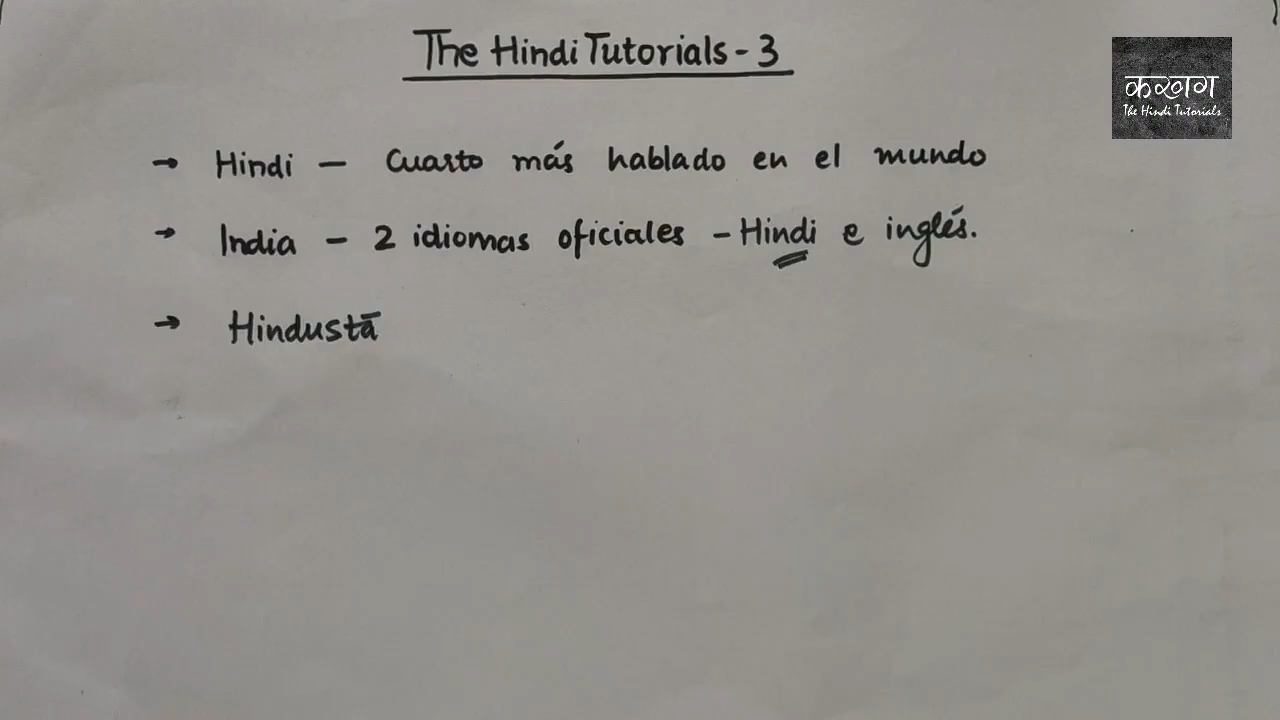 The Hindi Tutorials - 3
कखग
The Hindi Tutorials
→ Hindi – Cuarto más hablado en el mundo
→ India – 2 idiomas oficiales – Hindi e inglés.
→ Hindustā